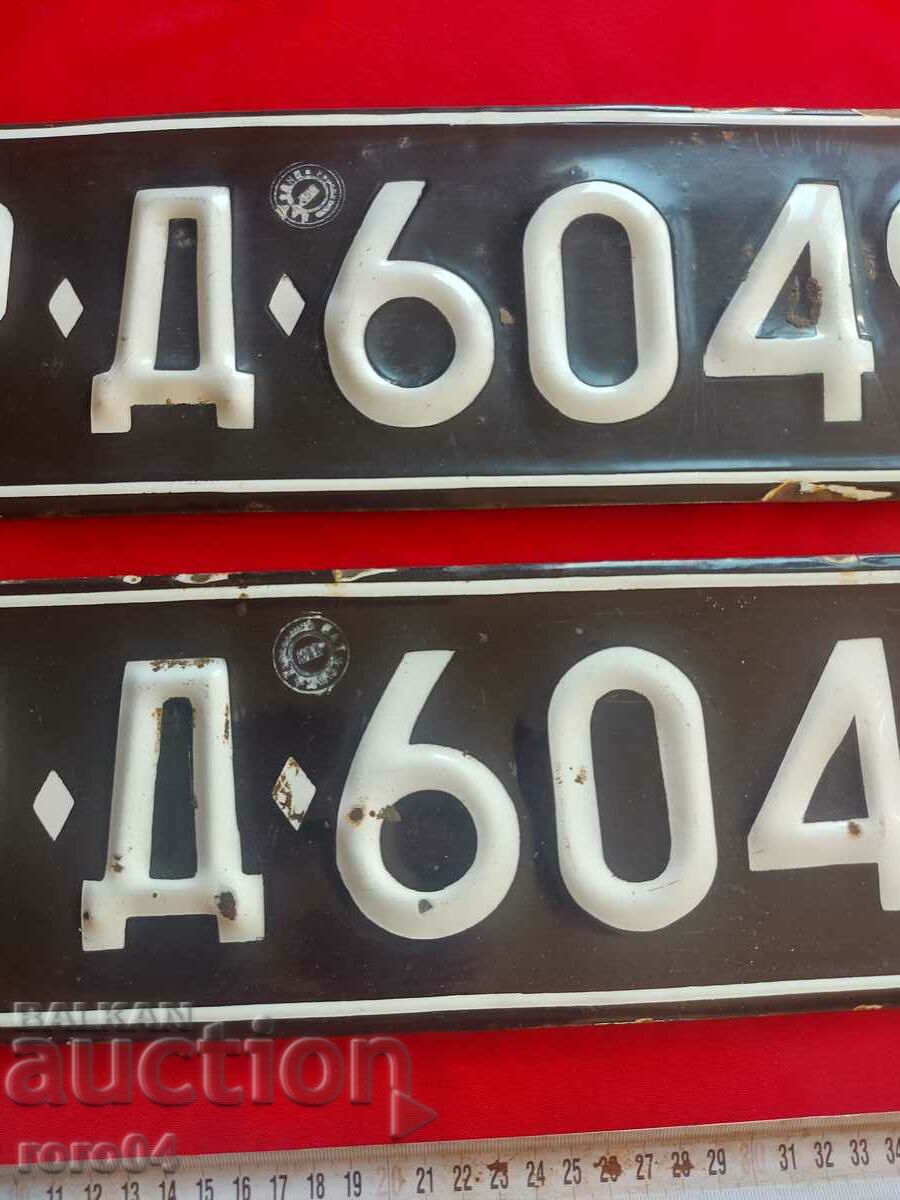 Д 604
Д 604
BALKAN
auction
roro04
11 12 13 14 15 16 17 18 19 20 21 22 23 24 25 26 27 28 29 30 31 32 33 34